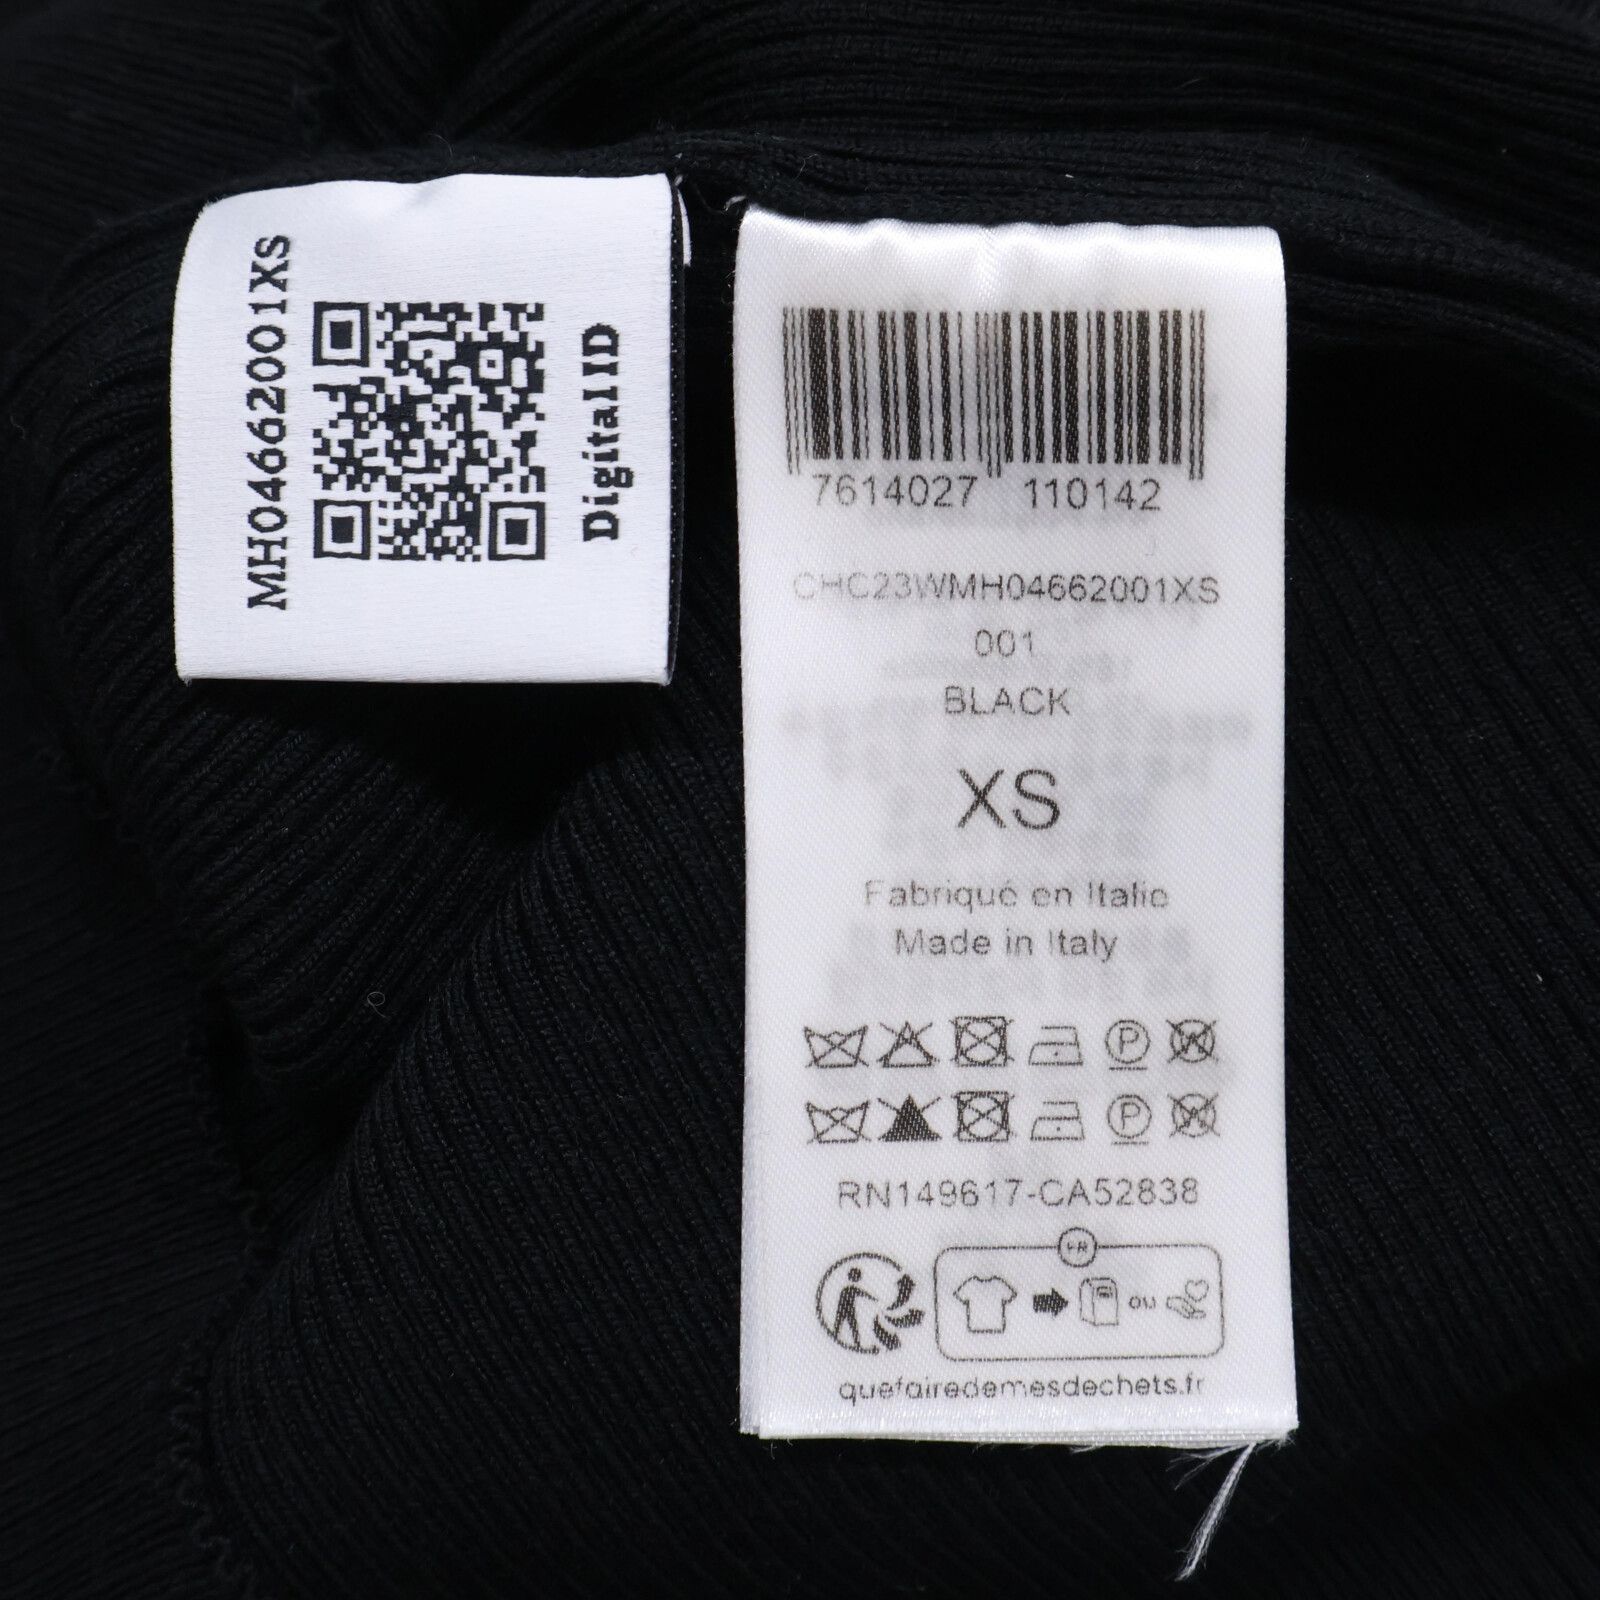 MH04662001XS
Digital ID
7614027 110142
CHC23WMH04662001XS
001
BLACK
XS
Fabriqué en Italie
Made in Italy
P W
P W
RN149617-CA52838
FR
ou
quefairedemesdechets.fr